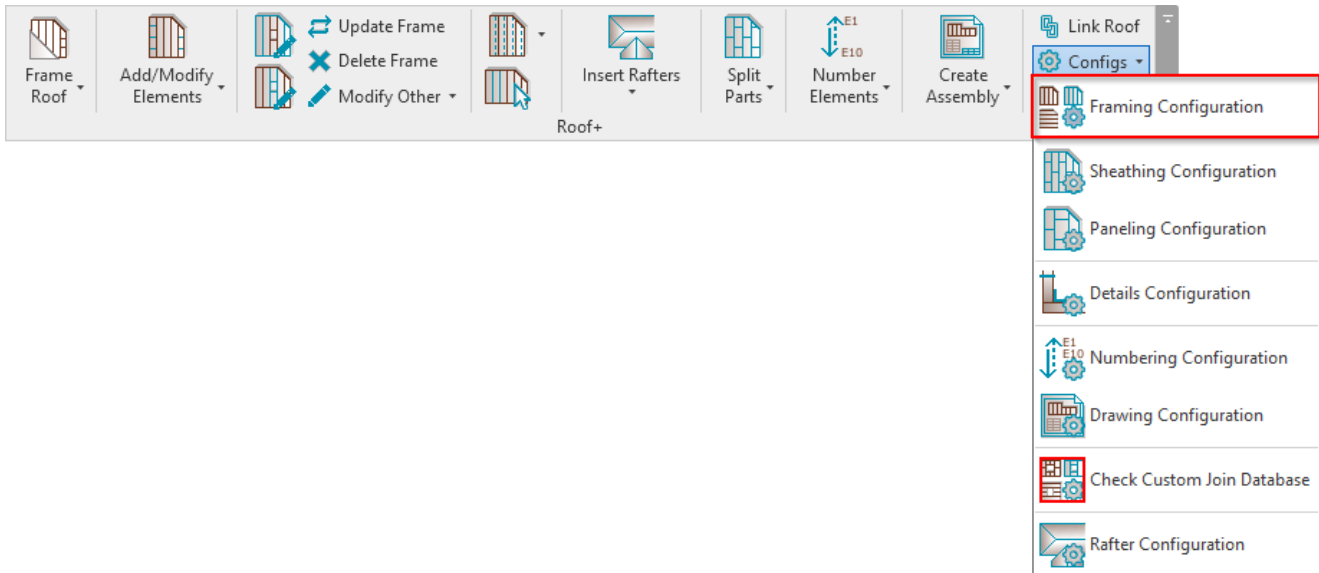 Frame
Roof
Add/Modify
Elements
Update Frame
Delete Frame
Modify Other
Insert Rafters
Split
Parts
E1
E10
Number
Elements
Create
Assembly
Link Roof
Configs
Roof+
Framing Configuration
Sheathing Configuration
Paneling Configuration
Details Configuration
E1
E10
Numbering Configuration
Drawing Configuration
Check Custom Join Database
Rafter Configuration